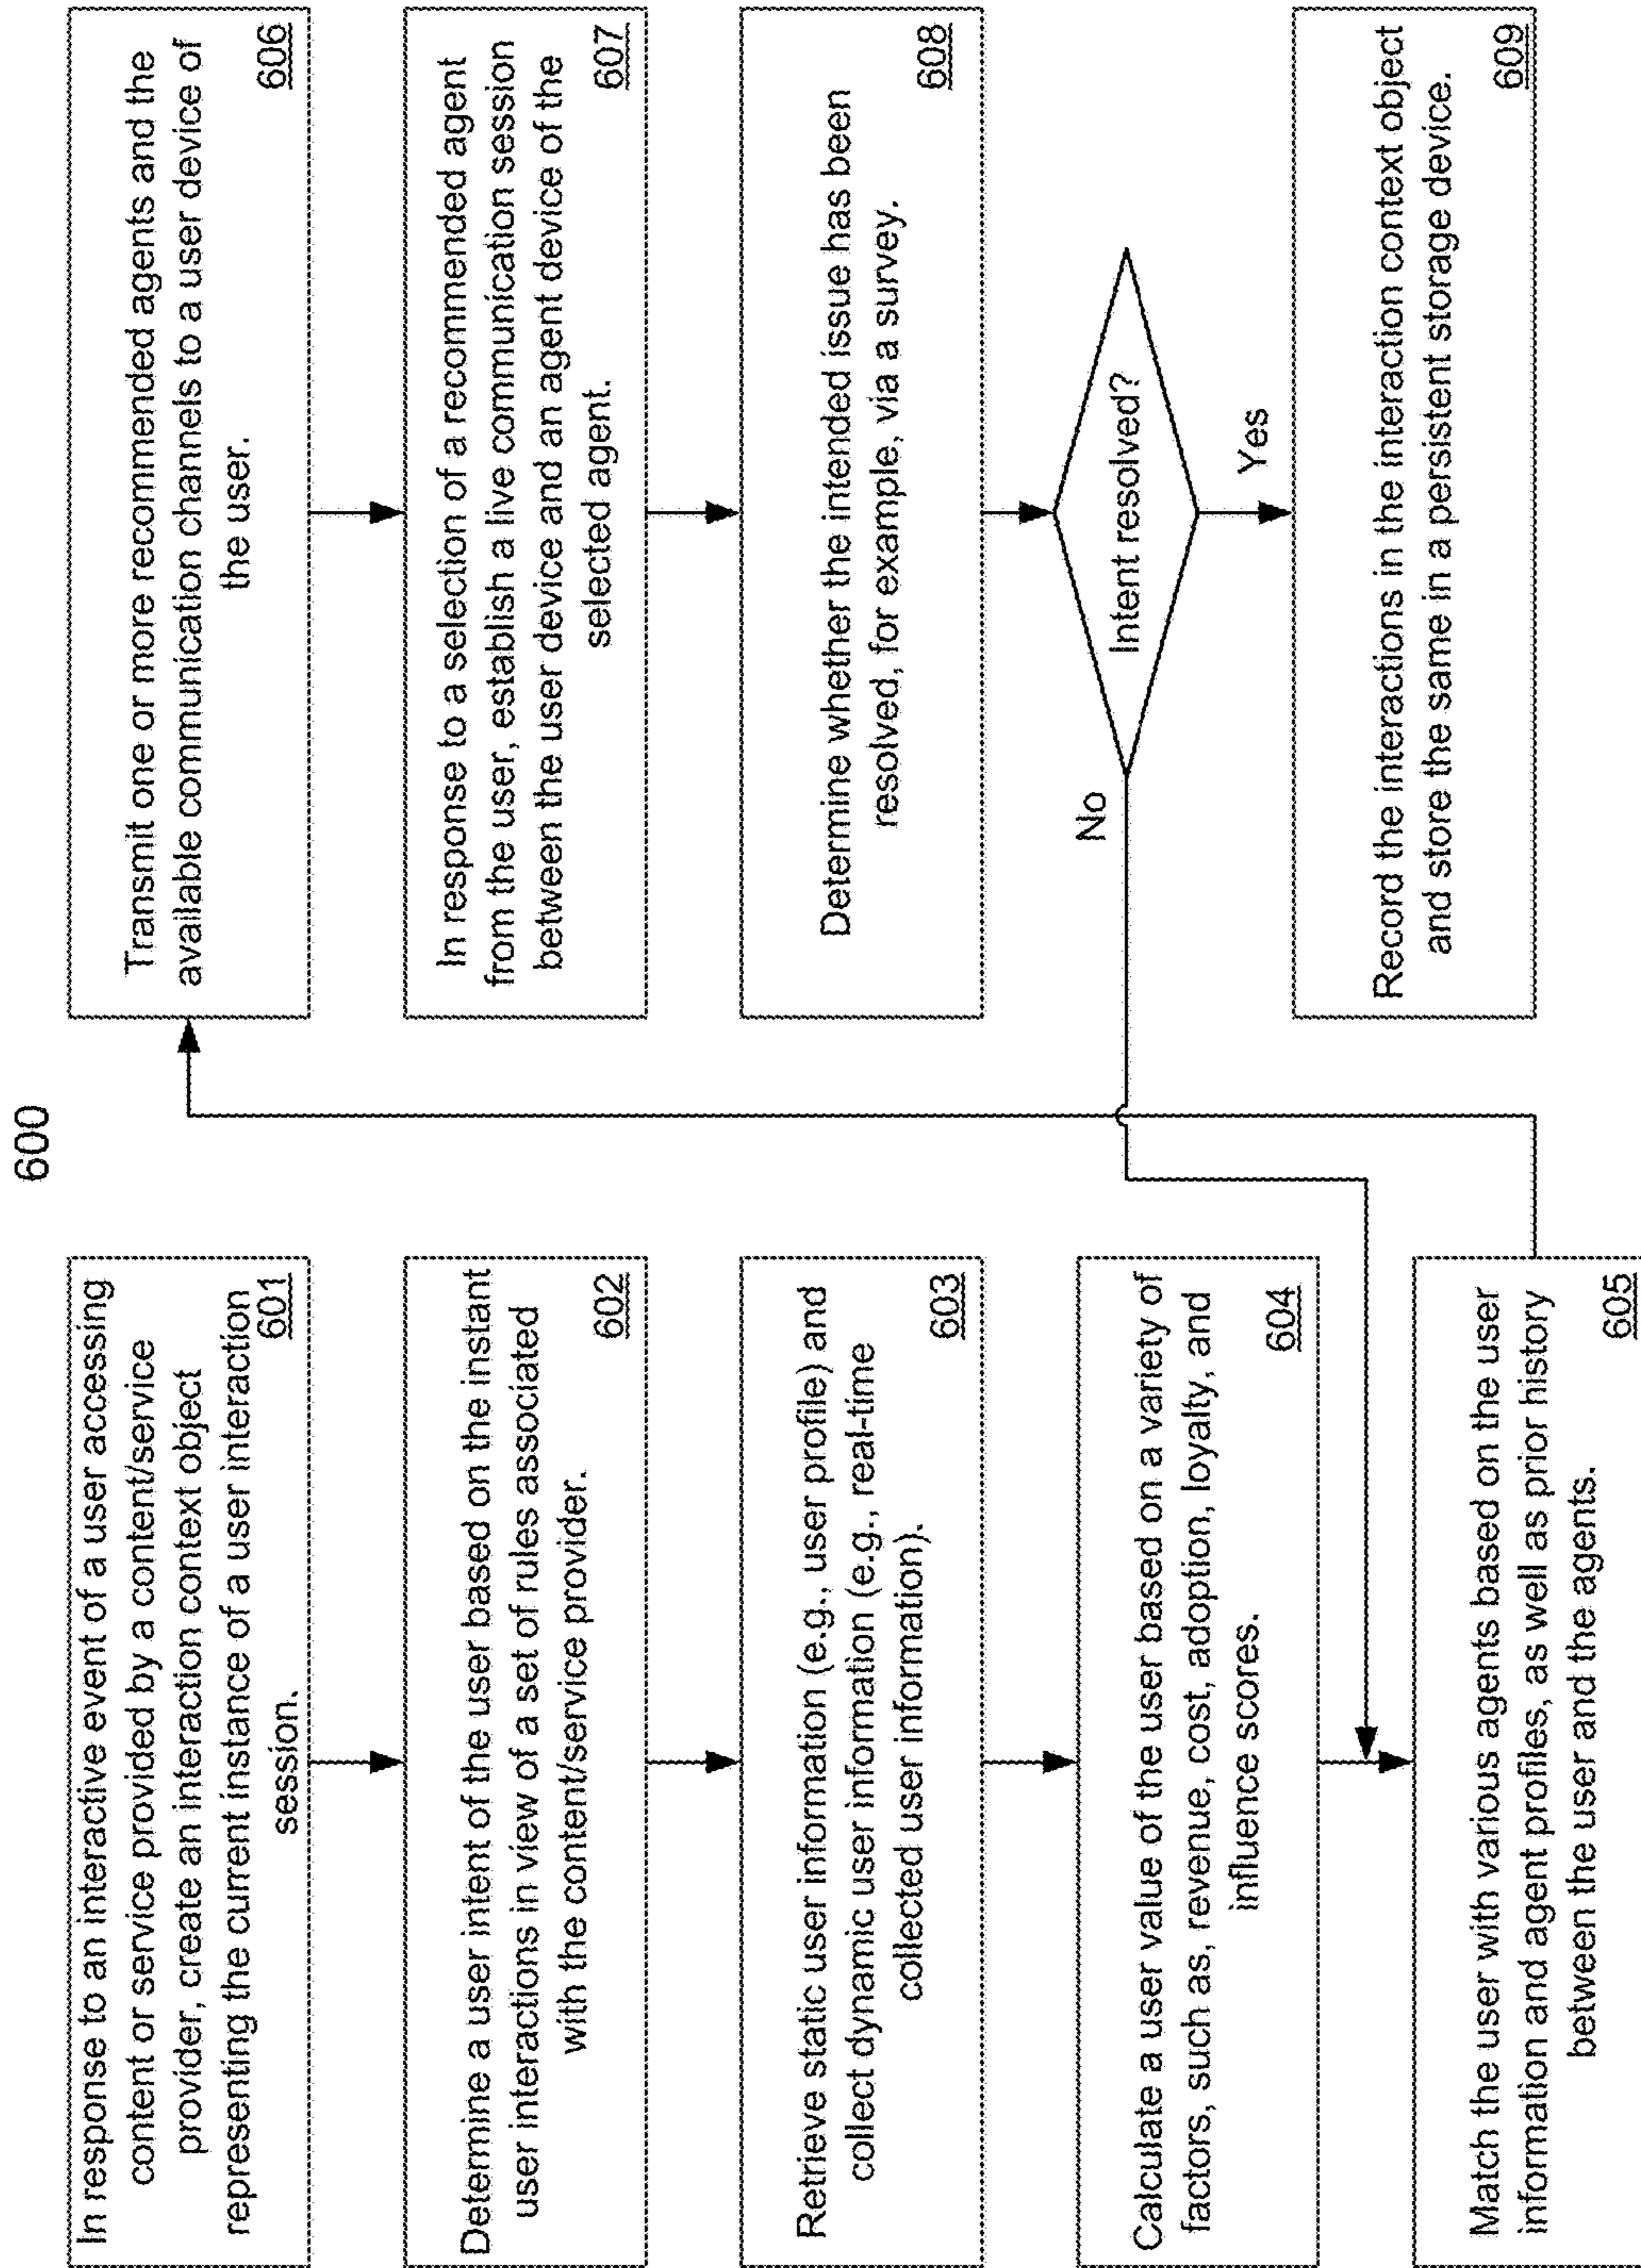 600
In response to an interactive event of a user accessing
content or service provided by a content/service
provider, create an interaction context object
representing the current instance of a user interaction
session.
601
Determine a user intent of the user based on the instant
user interactions in view of a set of rules associated
with the content/service provider.
602
Retrieve static user information (e.g., user profile) and
collect dynamic user information (e.g., real-time
collected user information).
603
Calculate a user value of the user based on a variety of
factors, such as, revenue, cost, adoption, loyalty, and
influence scores.
604
Match the user with various agents based on the user
information and agent profiles, as well as prior history
between the user and the agents.
605
Transmit one or more recommended agents and the
available communication channels to a user device of
the user.
606
In response to a selection of a recommended agent
from the user, establish a live communication session
between the user device and an agent device of the
selected agent.
607
Determine whether the intended issue has been
resolved, for example, via a survey.
608
Intent resolved?
No
Yes
Record the interactions in the interaction context object
and store the same in a persistent storage device.
609